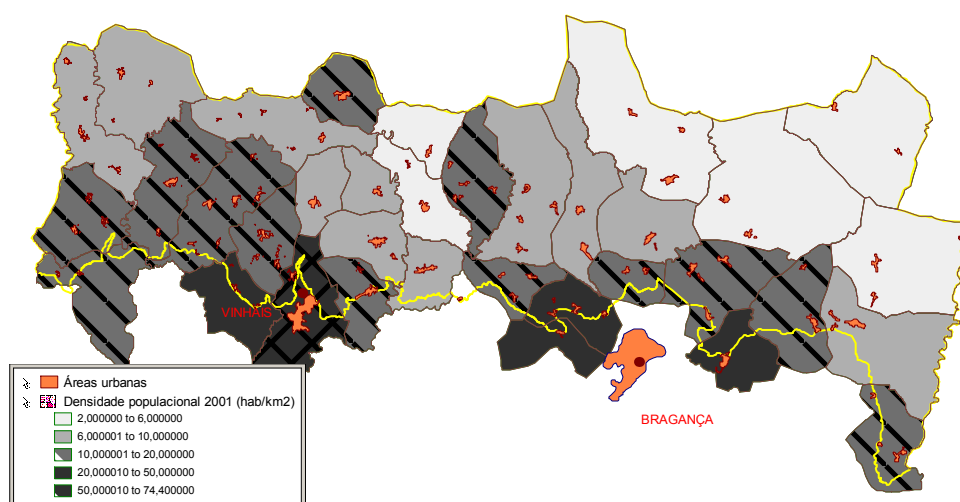 VINHAIS
BRAGANÇA
Áreas urbanas
Densidade populacional 2001 (hab/km2)
2,000000 to 6,000000
6,000001 to 10,000000
10,000001 to 20,000000
20,000010 to 50,000000
50,000010 to 74,400000